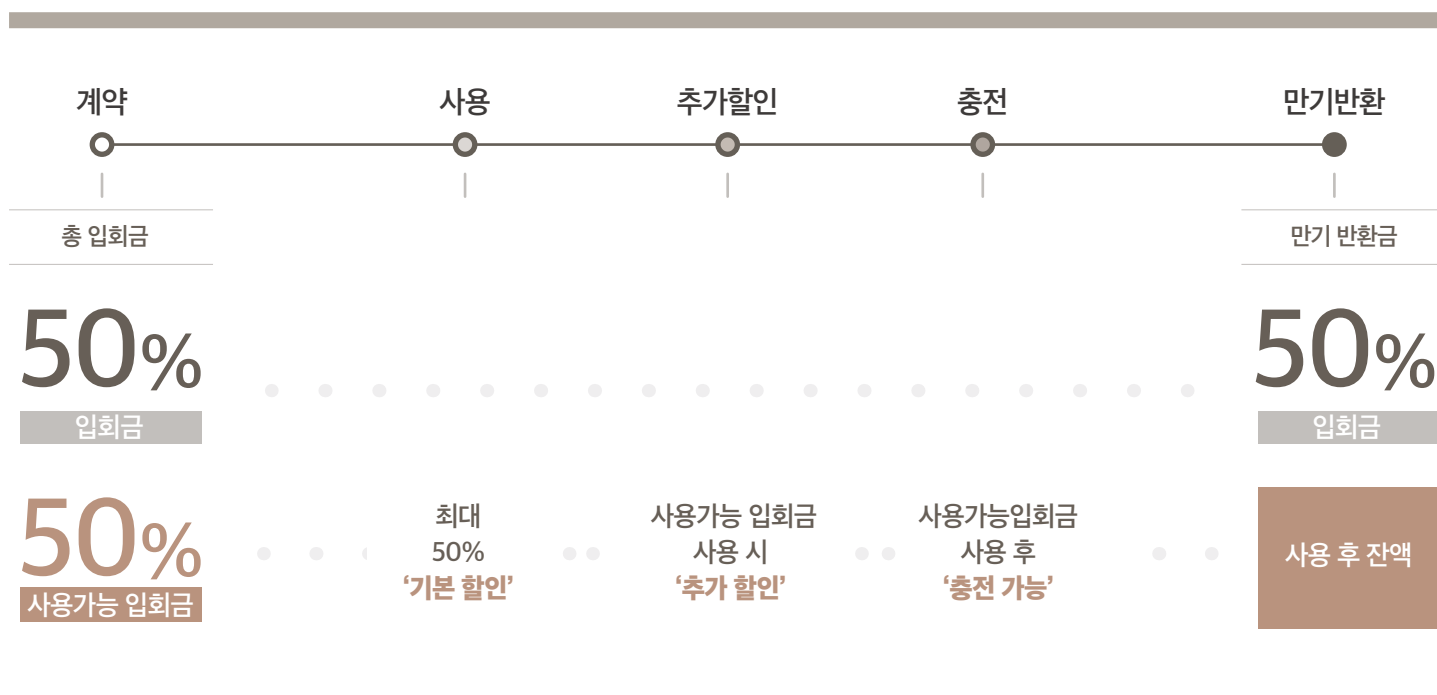 계약
사용
추가할인
충전
만기반환
총 입회금
만기 반환금
50%
입회금
50%
입회금
50%
사용가능 입회금
최대
50%
‘기본 할인’
사용가능 입회금
사용 시
‘추가 할인’
사용가능입회금
사용 후
‘충전 가능’
사용 후 잔액